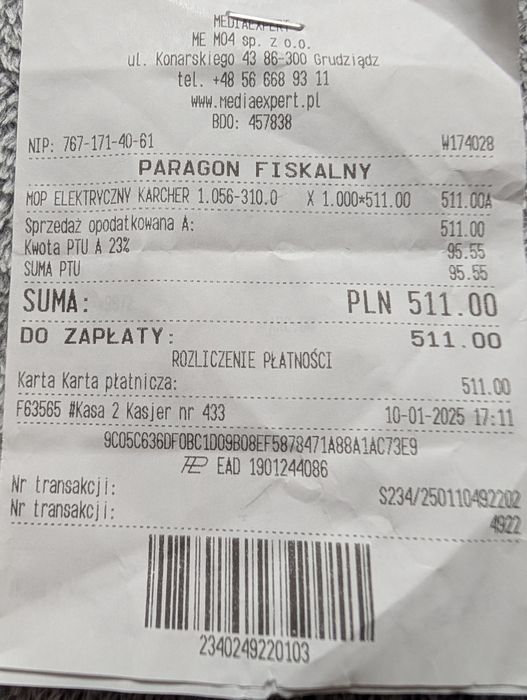 MEDIAEXPERT
ME M04 sp. z o.o.
ul. Konarskiego 43 86-300 Grudziądz
tel. +48 56 668 93 11
www.mediaexpert.pl
BDO: 457838
NIP: 767-171-40-61 W174028
PARAGON FISKALNY
MOP ELEKTRYCZNY KARCHER 1.056-310.0 X 1.000*511.00 511.00A
Sprzedaż opodatkowana A: 511.00
Kwota PTU A 23% 95.55
SUMA PTU 95.55
SUMA: PLN 511.00
DO ZAPŁATY: 511.00
ROZLICZENIE PŁATNOŚCI
Karta Karta płatnicza: 511.00
F63565 #Kasa 2 Kasjer nr 433 10-01-2025 17:11
9C05C636DF0BC1D09B08EF5878471A88A1AC73E9
EAD 1901244086
Nr transakcji: S234/250110492202
Nr transakcji: 4922
2340249220103